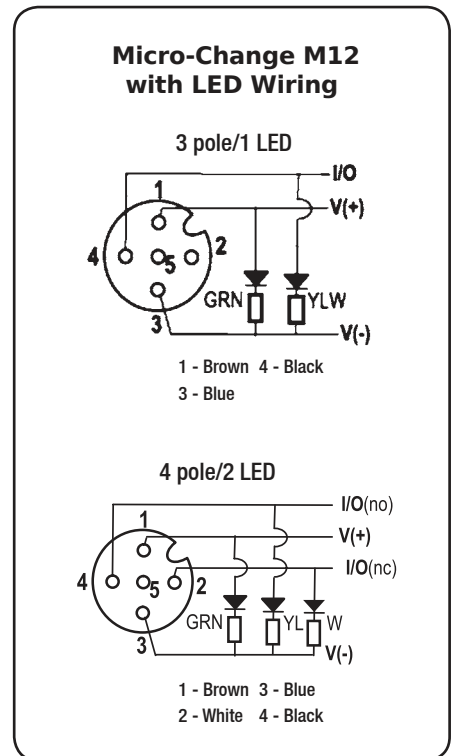 Micro-Change M12
with LED Wiring
3 pole/1 LED
I/O
1
V(+)
4
5
2
GRN
YLW
3
V(-)
1 - Brown 4 - Black
3 - Blue
4 pole/2 LED
I/O(no)
1
V(+)
I/O(nc)
4
5
2
GRN
YL
W
3
V(-)
1 - Brown 3 - Blue
2 - White 4 - Black